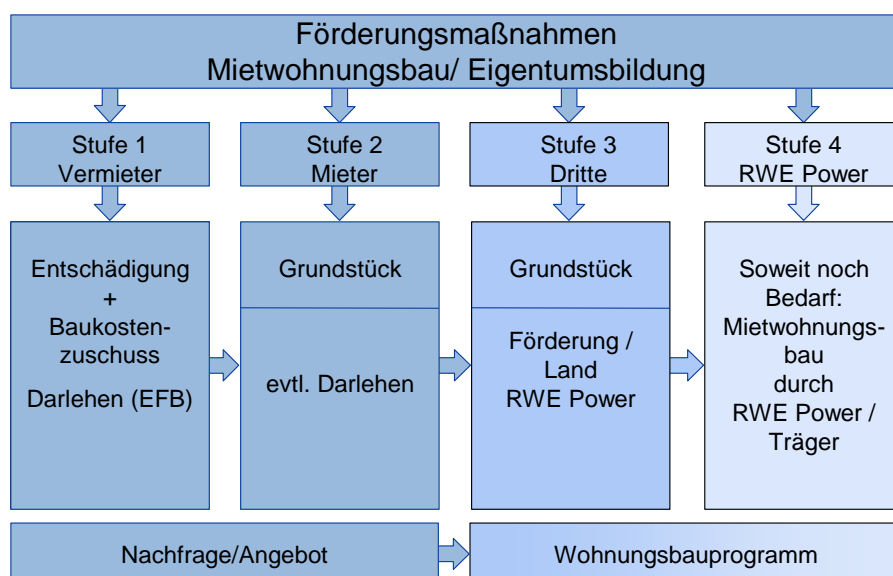 Förderungsmaßnahmen
Mietwohnungsbau/ Eigentumsbildung
Stufe 1
Vermieter
Stufe 2
Mieter
Stufe 3
Dritte
Stufe 4
RWE Power
Entschädigung
+
Baukosten-
zuschuss
Darlehen (EFB)
Grundstück
evtl. Darlehen
Grundstück
Förderung /
Land
RWE Power
Soweit noch
Bedarf:
Mietwohnungs-
bau
durch
RWE Power /
Träger
Nachfrage/Angebot
Wohnungsbauprogramm